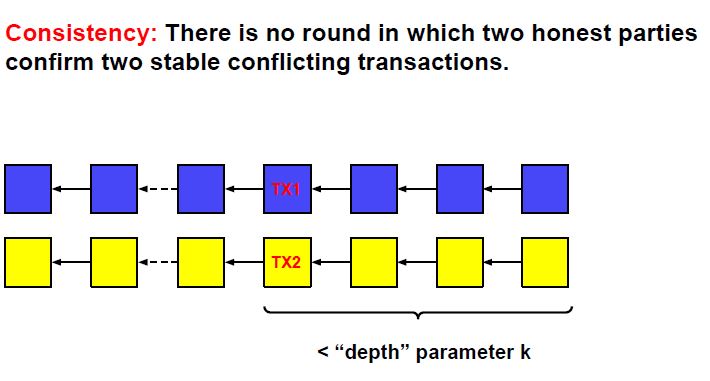 Consistency: There is no round in which two honest parties
confirm two stable conflicting transactions.
TX1
TX2
< “depth” parameter k